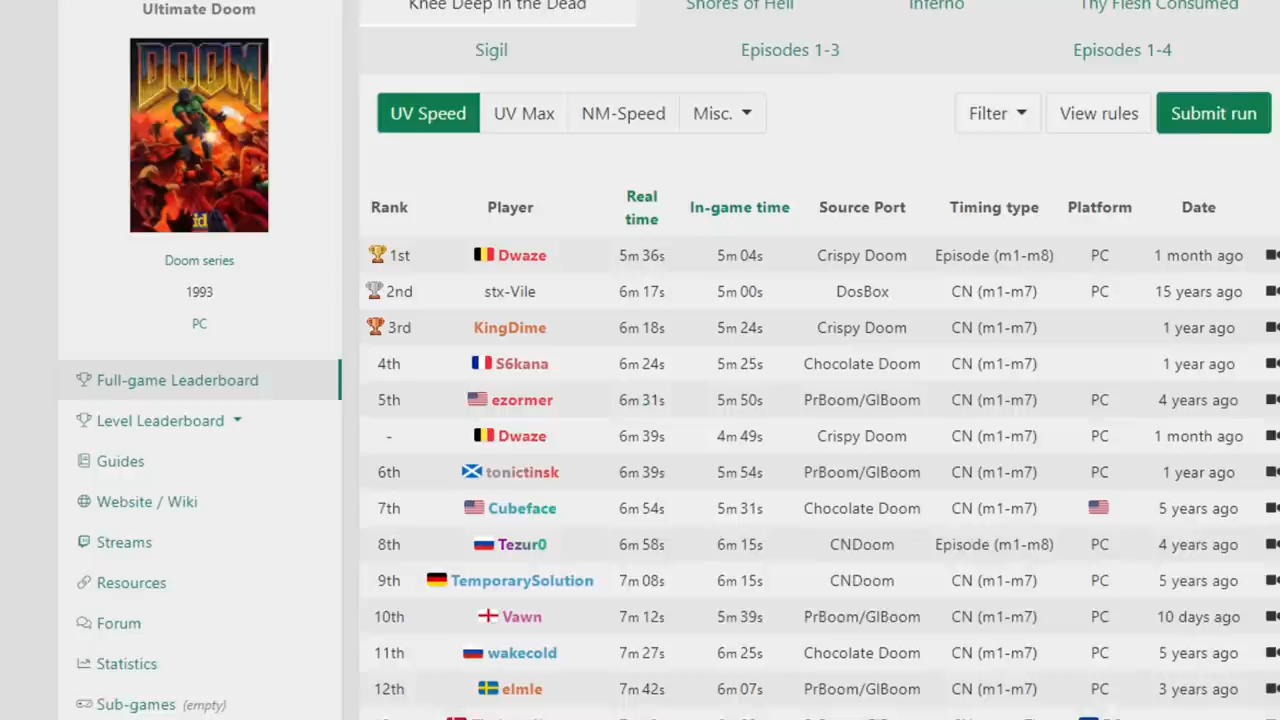 Ultimate Doom
DOOM
id
Doom series
1993
PC
Full-game Leaderboard
Level Leaderboard
Guides
Website / Wiki
Streams
Resources
Forum
Statistics
Sub-games (empty)
Knee Deep in the Dead Shores of Hell Inferno Thy Flesh Consumed
Sigil Episodes 1-3 Episodes 1-4
UV Speed UV Max NM-Speed Misc. Filter View rules Submit run
Rank Player Real time In-game time Source Port Timing type Platform Date
1st Dwaze 5m 36s 5m 04s Crispy Doom Episode (m1-m8) PC 1 month ago
2nd stx-Vile 6m 17s 5m 00s DosBox CN (m1-m7) PC 15 years ago
3rd KingDime 6m 18s 5m 24s Crispy Doom CN (m1-m7) 1 year ago
4th S6kana 6m 24s 5m 25s Chocolate Doom CN (m1-m7) 1 year ago
5th ezormer 6m 31s 5m 50s PrBoom/GlBoom CN (m1-m7) PC 4 years ago
- Dwaze 6m 39s 4m 49s Crispy Doom CN (m1-m7) PC 1 month ago
6th tonictinsk 6m 39s 5m 54s PrBoom/GlBoom CN (m1-m7) PC 1 year ago
7th Cubeface 6m 54s 5m 31s Chocolate Doom CN (m1-m7) 5 years ago
8th Tezur0 6m 58s 6m 15s CNDoom Episode (m1-m8) PC 4 years ago
9th TemporarySolution 7m 08s 6m 15s CNDoom CN (m1-m7) PC 5 years ago
10th Vawn 7m 12s 5m 39s PrBoom/GlBoom CN (m1-m7) PC 10 days ago
11th wakecold 7m 27s 6m 25s Chocolate Doom CN (m1-m7) PC 5 years ago
12th elmle 7m 42s 6m 07s PrBoom/GlBoom CN (m1-m7) PC 3 years ago